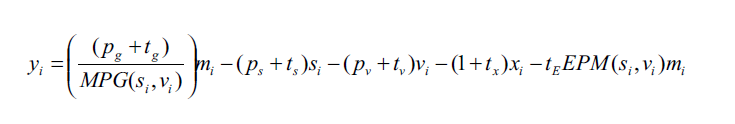 y_i = ( (p_g + t_g) / MPG(s_i, v_i) ) m_i − (p_s + t_s)s_i − (p_v + t_v)v_i − (1 + t_x)x_i − t_E EPM(s_i, v_i)m_i